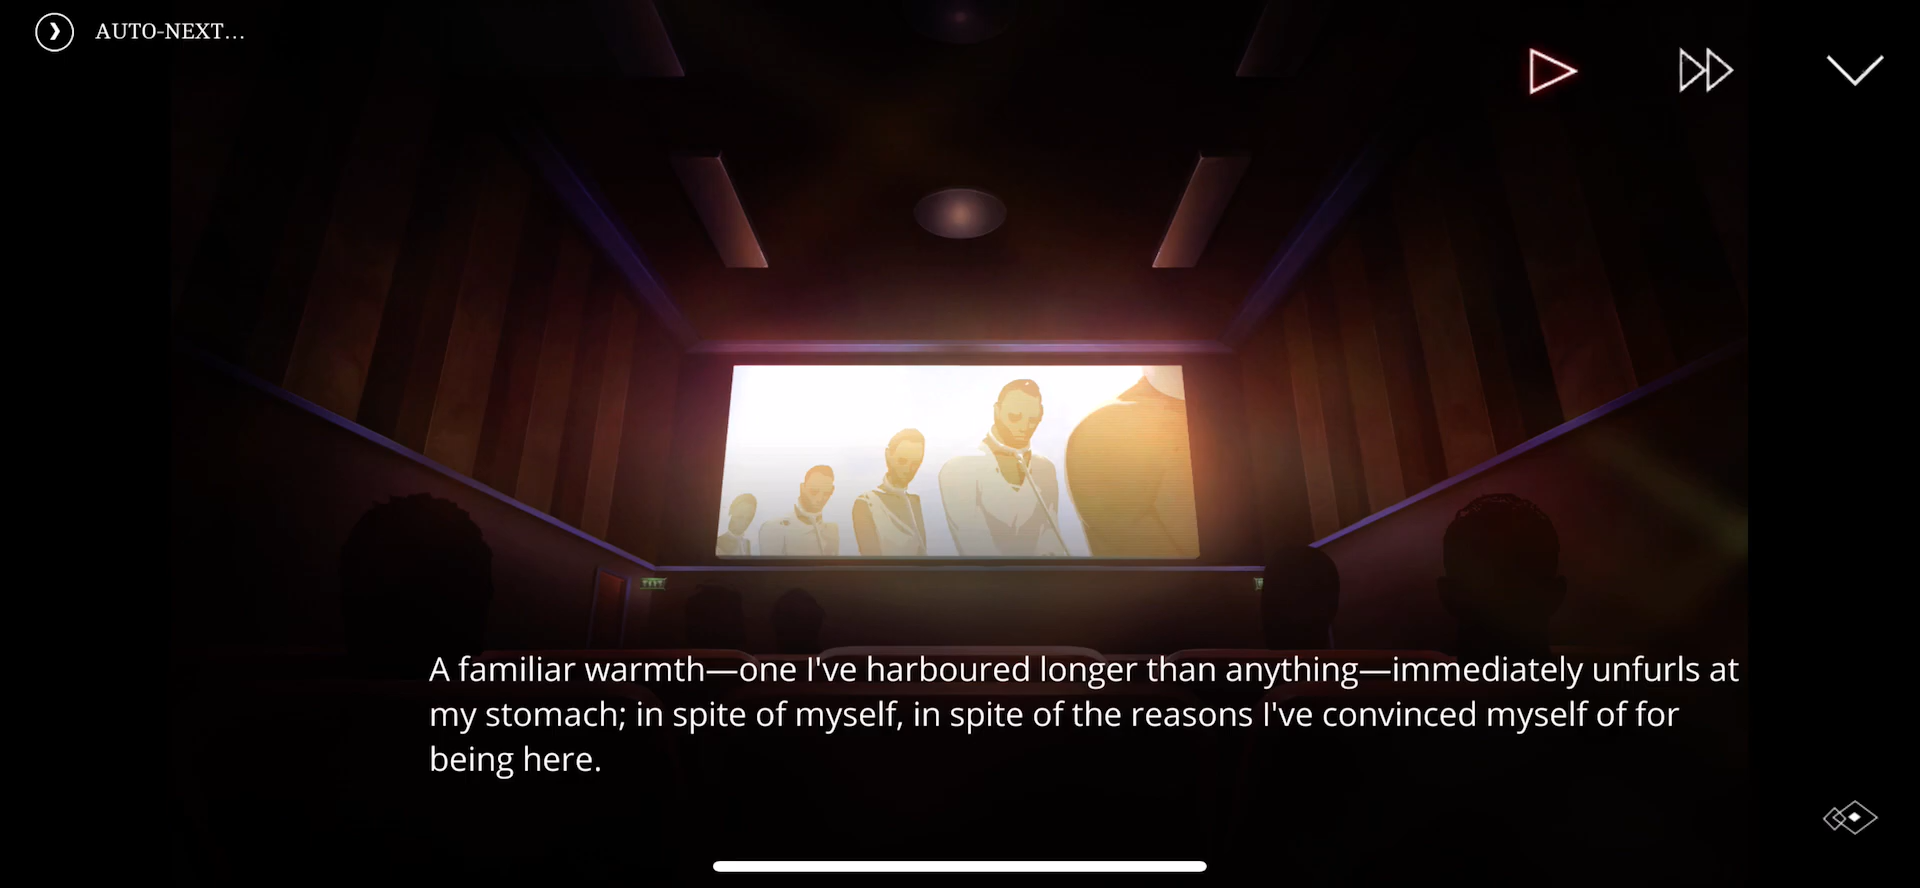 AUTO-NEXT...
A familiar warmth—one I've harboured longer than anything—immediately unfurls at
my stomach; in spite of myself, in spite of the reasons I've convinced myself of for
being here.